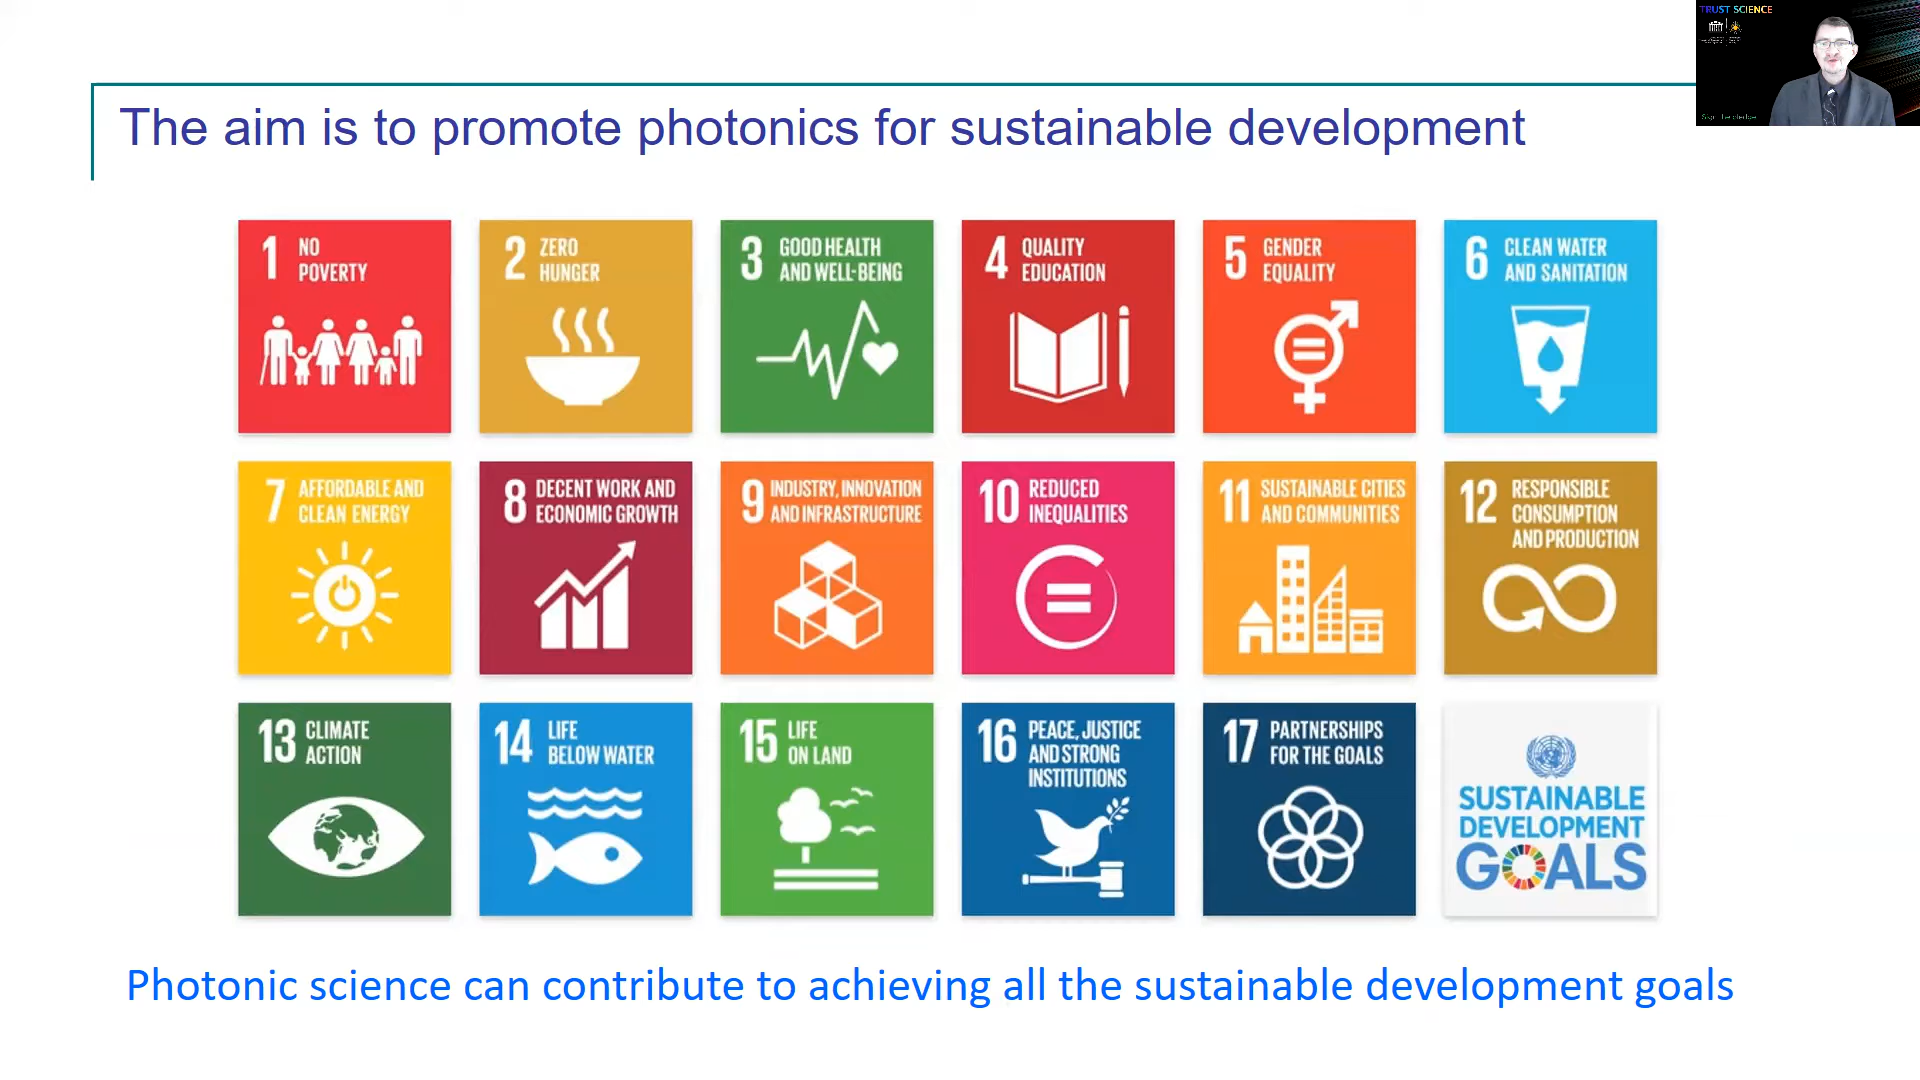 TRUST SCIENCE
The aim is to promote photonics for sustainable development
1 NO
POVERTY
2 ZERO
HUNGER
3 GOOD HEALTH
AND WELL-BEING
4 QUALITY
EDUCATION
5 GENDER
EQUALITY
6 CLEAN WATER
AND SANITATION
7 AFFORDABLE AND
CLEAN ENERGY
8 DECENT WORK AND
ECONOMIC GROWTH
9 INDUSTRY, INNOVATION
AND INFRASTRUCTURE
10 REDUCED
INEQUALITIES
11 SUSTAINABLE CITIES
AND COMMUNITIES
12 RESPONSIBLE
CONSUMPTION
AND PRODUCTION
13 CLIMATE
ACTION
14 LIFE
BELOW WATER
15 LIFE
ON LAND
16 PEACE, JUSTICE
AND STRONG
INSTITUTIONS
17 PARTNERSHIPS
FOR THE GOALS
SUSTAINABLE
DEVELOPMENT
GOALS
Photonic science can contribute to achieving all the sustainable development goals